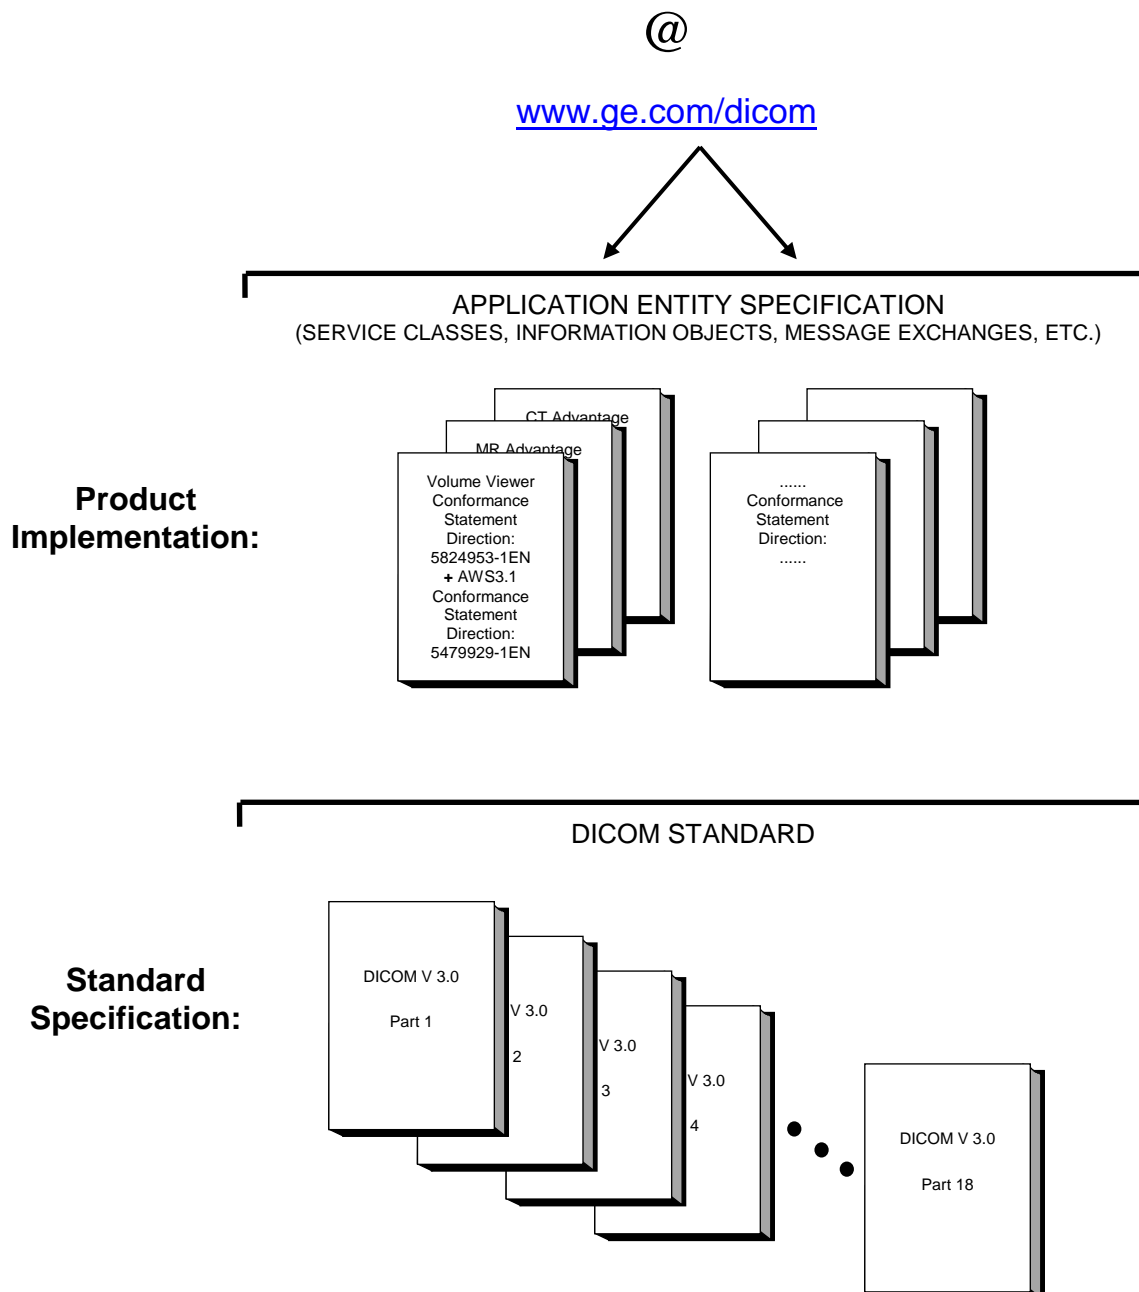 @
www.ge.com/dicom
APPLICATION ENTITY SPECIFICATION
(SERVICE CLASSES, INFORMATION OBJECTS, MESSAGE EXCHANGES, ETC.)
Product
Implementation:
CT Advantage
MR Advantage
Volume Viewer
Conformance
Statement
Direction:
5824953-1EN
+ AWS3.1
Conformance
Statement
Direction:
5479929-1EN
......
Conformance
Statement
Direction:
......
DICOM STANDARD
Standard
Specification:
DICOM V 3.0
Part 1
V 3.0
2
V 3.0
3
V 3.0
4
DICOM V 3.0
Part 18